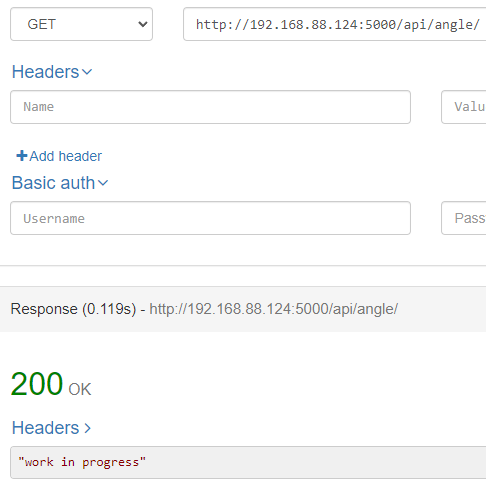 GET http://192.168.88.124:5000/api/angle/
Headers
Name Valu
Add header
Basic auth
Username Pass
Response (0.119s) - http://192.168.88.124:5000/api/angle/
200 OK
Headers
"work in progress"